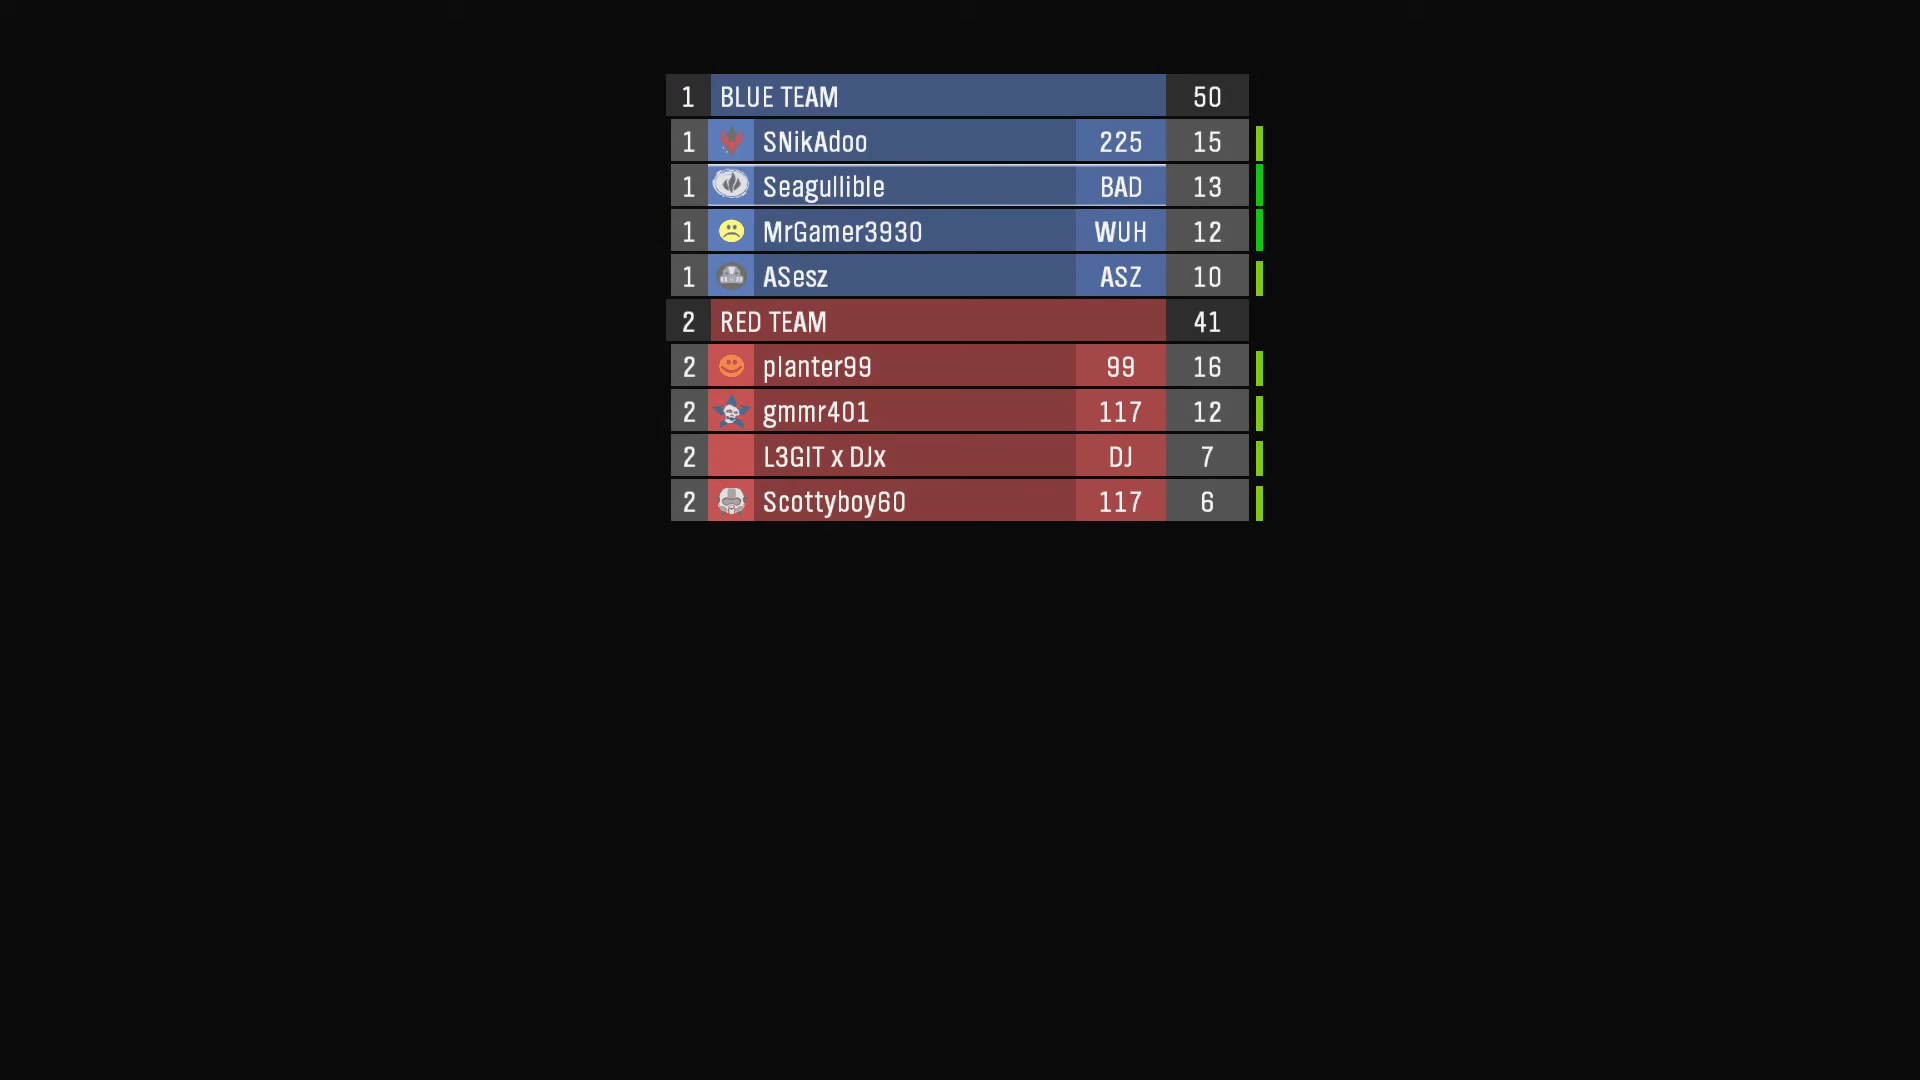 1 BLUE TEAM 50
1 SNikAdoo 225 15
1 Seagullible BAD 13
1 MrGamer3930 WUH 12
1 ASesz ASZ 10
2 RED TEAM 41
2 planter99 99 16
2 gmmr401 117 12
2 L3GIT x DJx DJ 7
2 Scottyboy60 117 6